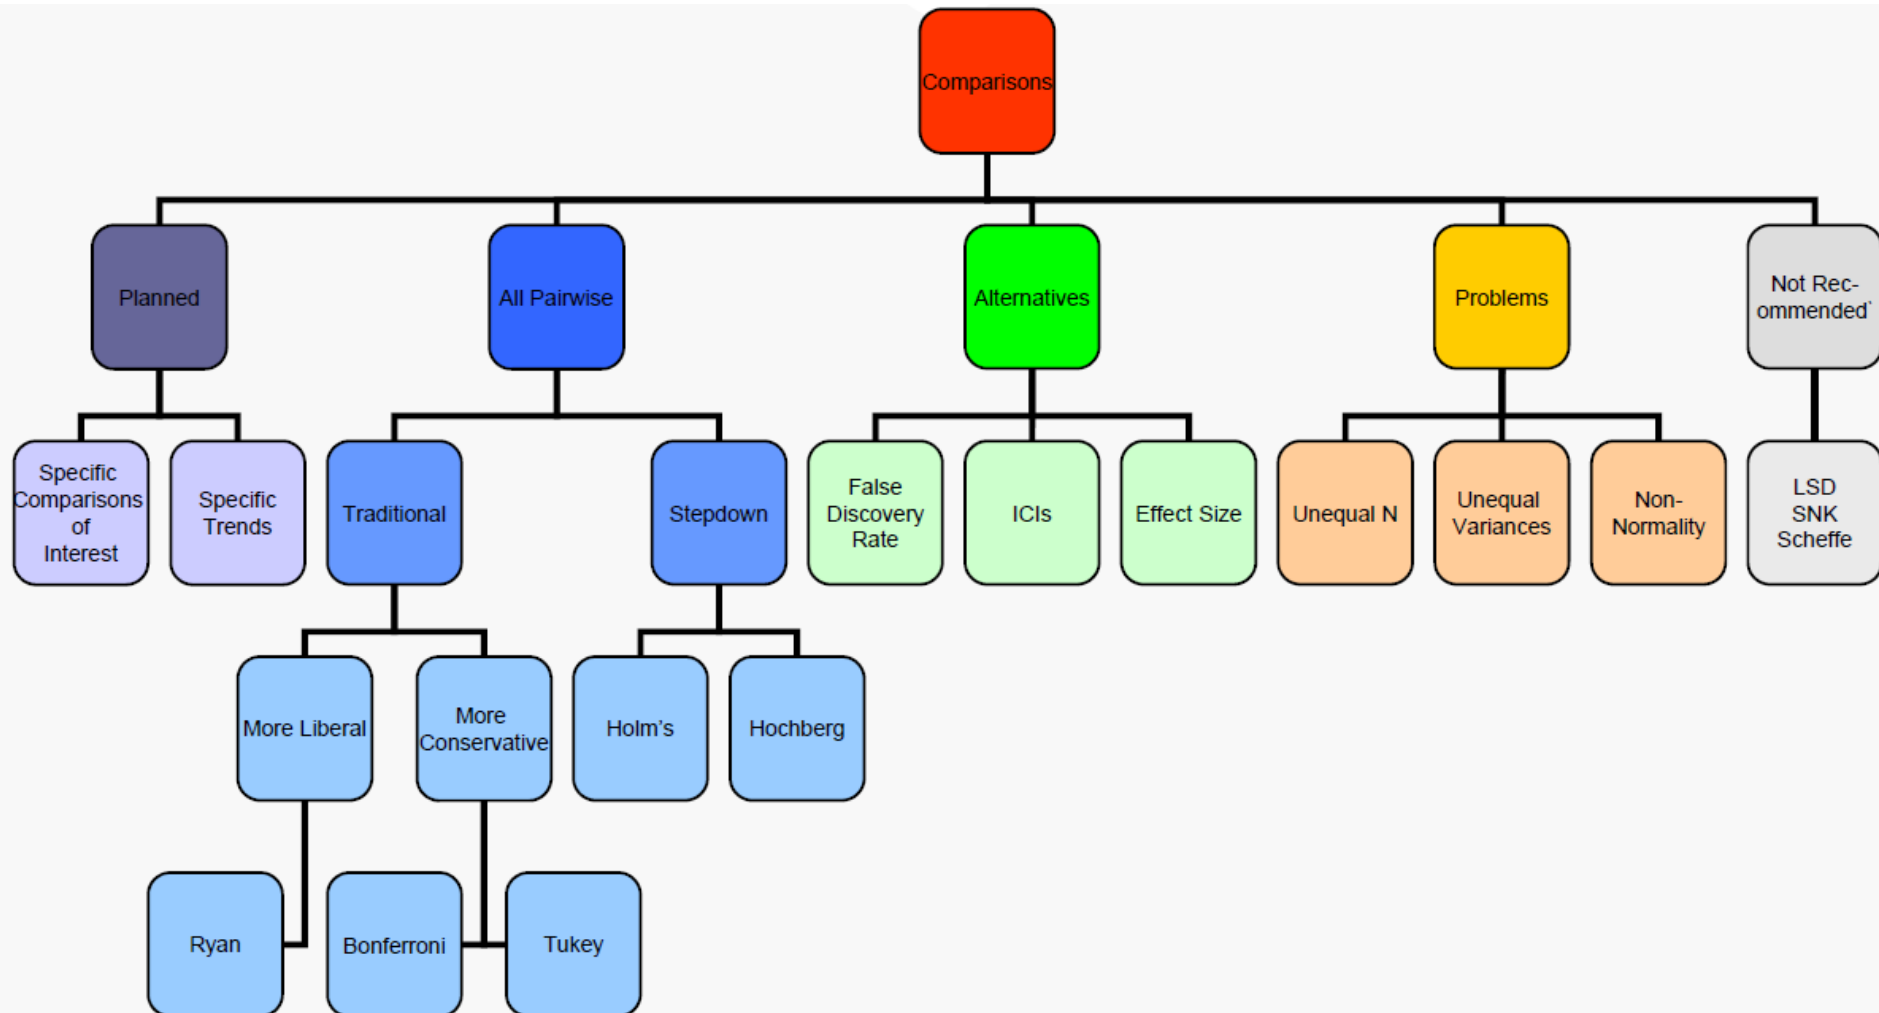 Comparisons
Planned
All Pairwise
Alternatives
Problems
Not Rec-
ommended`
Specific
Comparisons
of
Interest
Specific
Trends
Traditional
Stepdown
False
Discovery
Rate
ICIs
Effect Size
Unequal N
Unequal
Variances
Non-
Normality
LSD
SNK
Scheffe
More Liberal
More
Conservative
Holm's
Hochberg
Ryan
Bonferroni
Tukey